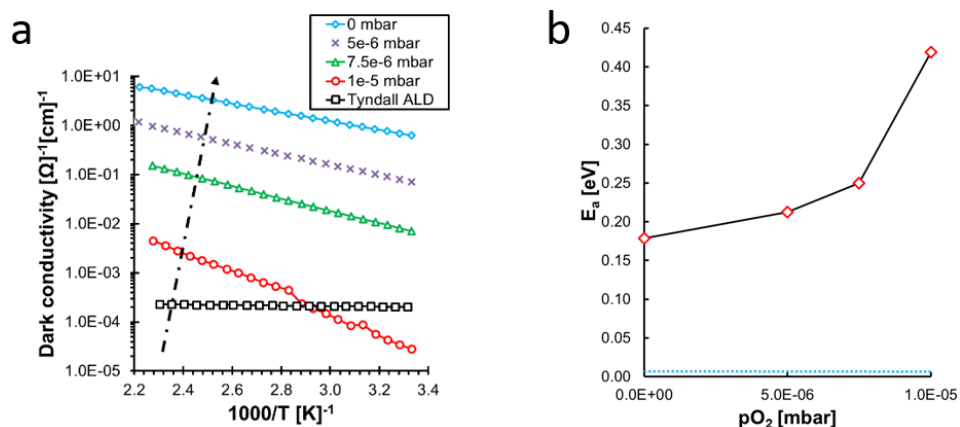 a
0 mbar
5e-6 mbar
7.5e-6 mbar
1e-5 mbar
Tyndall ALD
Dark conductivity [Ω]⁻¹[cm]⁻¹
1.0E+01
1.0E+00
1.0E-01
1.0E-02
1.0E-03
1.0E-04
1.0E-05
2.2 2.4 2.6 2.8 3.0 3.2 3.4
1000/T [K]⁻¹
b
Eₐ [eV]
0.45
0.40
0.35
0.30
0.25
0.20
0.15
0.10
0.05
0.00
0.0E+00 5.0E-06 1.0E-05
pO₂ [mbar]